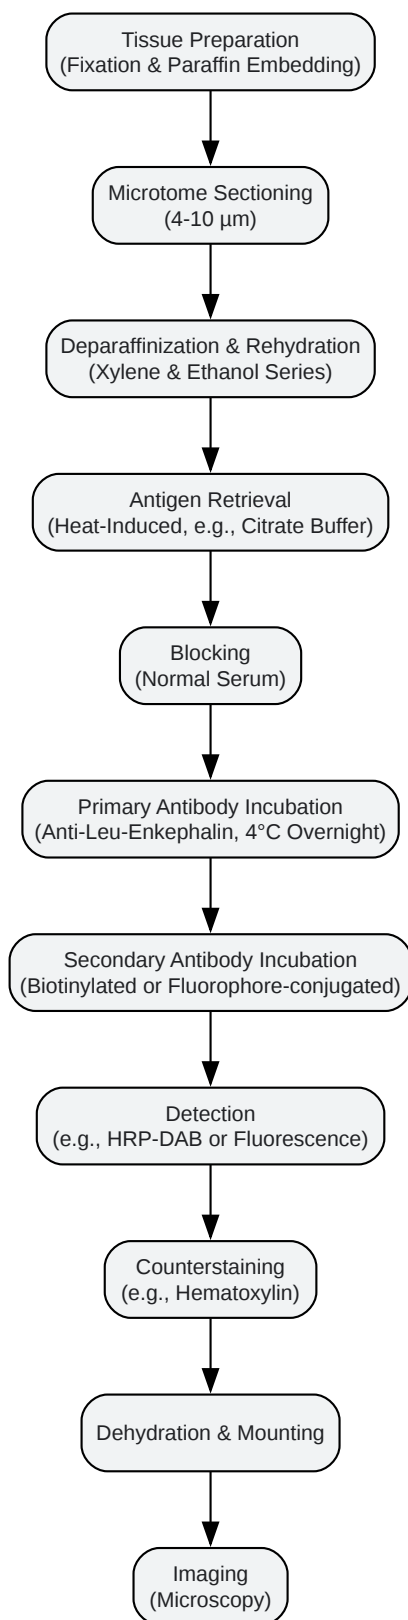 Tissue Preparation
(Fixation & Paraffin Embedding)
Microtome Sectioning
(4-10 µm)
Deparaffinization & Rehydration
(Xylene & Ethanol Series)
Antigen Retrieval
(Heat-Induced, e.g., Citrate Buffer)
Blocking
(Normal Serum)
Primary Antibody Incubation
(Anti-Leu-Enkephalin, 4°C Overnight)
Secondary Antibody Incubation
(Biotinylated or Fluorophore-conjugated)
Detection
(e.g., HRP-DAB or Fluorescence)
Counterstaining
(e.g., Hematoxylin)
Dehydration & Mounting
Imaging
(Microscopy)